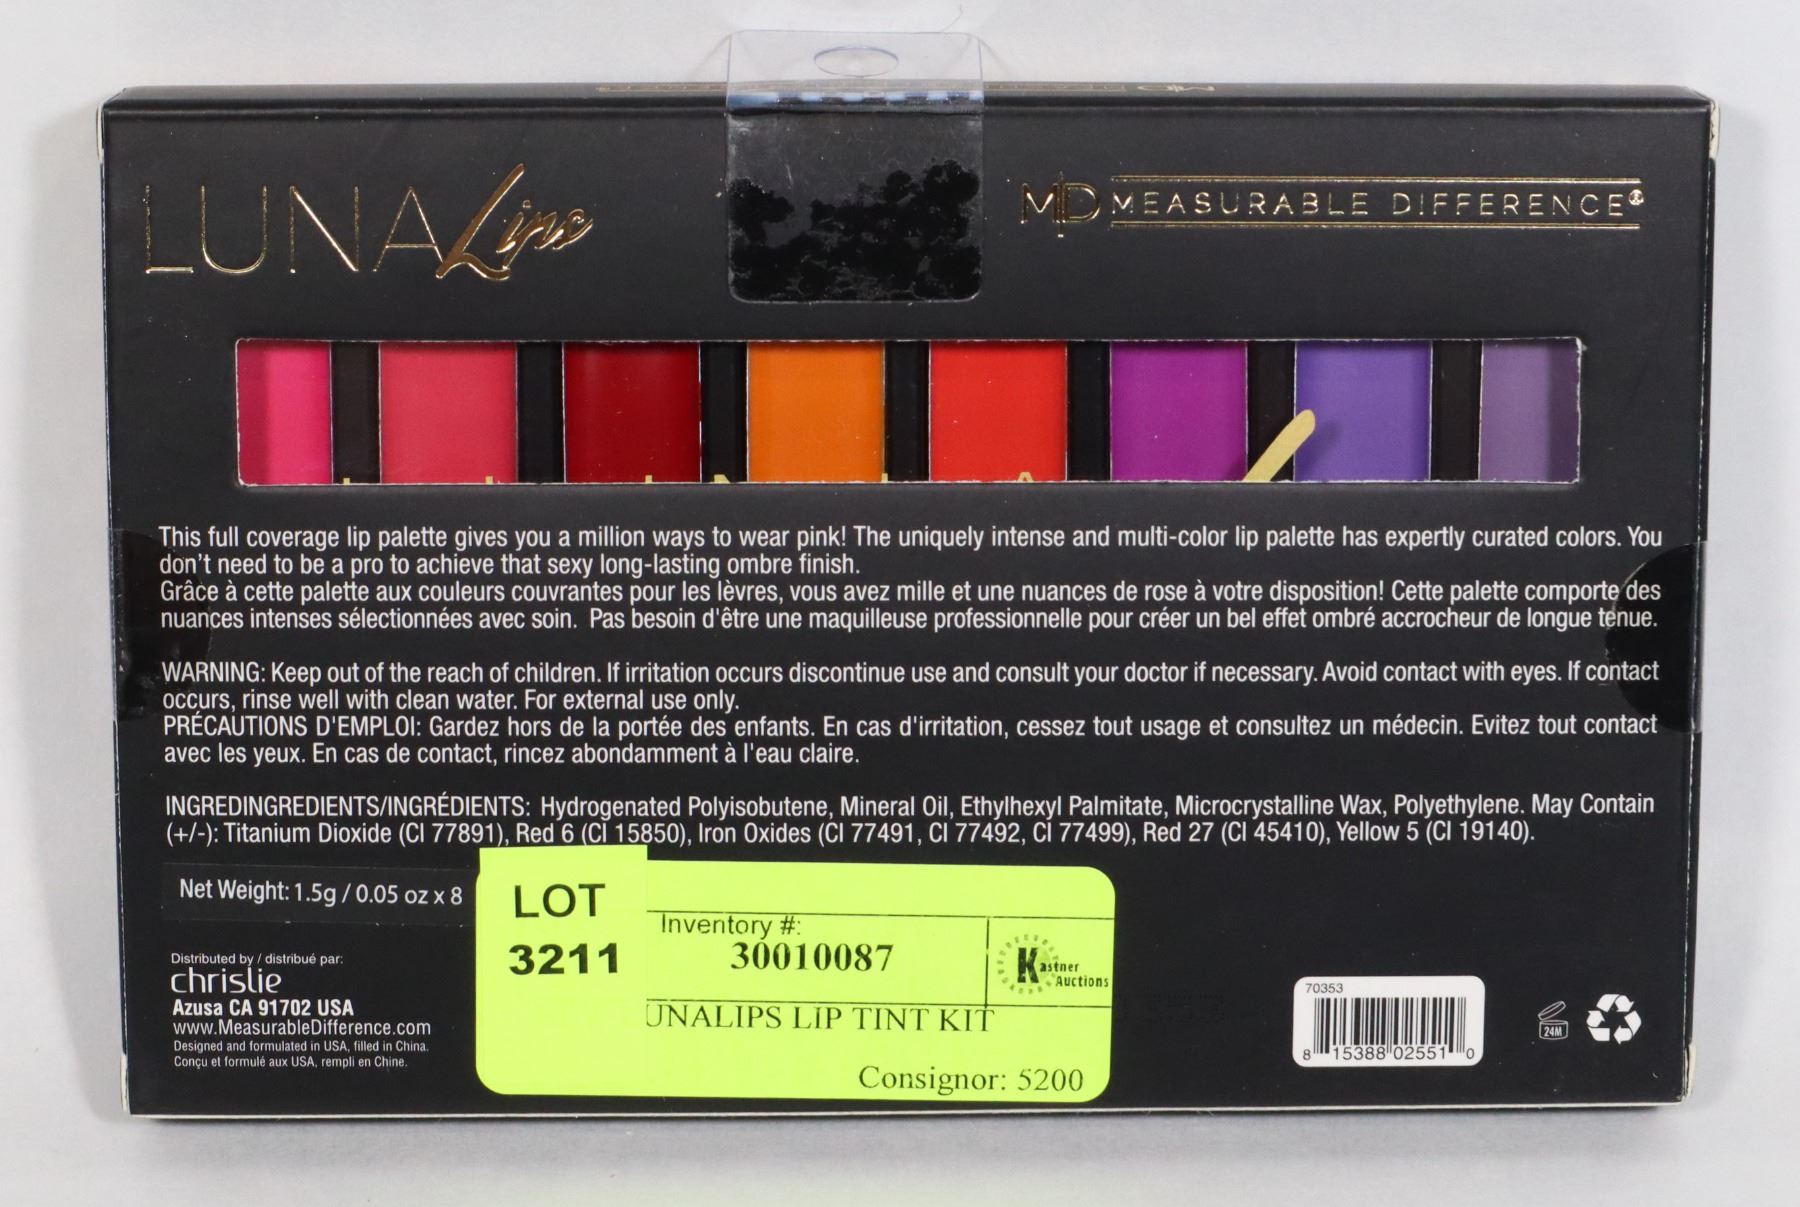 LUNA Lips
MD MEASURABLE DIFFERENCE®
This full coverage lip palette gives you a million ways to wear pink! The uniquely intense and multi-color lip palette has expertly curated colors. You
don't need to be a pro to achieve that sexy long-lasting ombre finish.
Grâce à cette palette aux couleurs couvrantes pour les lèvres, vous avez mille et une nuances de rose à votre disposition! Cette palette comporte des
nuances intenses sélectionnées avec soin. Pas besoin d'être une maquilleuse professionnelle pour créer un bel effet ombré accrocheur de longue tenue.
WARNING: Keep out of the reach of children. If irritation occurs discontinue use and consult your doctor if necessary. Avoid contact with eyes. If contact
occurs, rinse well with clean water. For external use only.
PRÉCAUTIONS D'EMPLOI: Gardez hors de la portée des enfants. En cas d'irritation, cessez tout usage et consultez un médecin. Evitez tout contact
avec les yeux. En cas de contact, rincez abondamment à l'eau claire.
INGREDINGREDIENTS/INGRÉDIENTS: Hydrogenated Polyisobutene, Mineral Oil, Ethylhexyl Palmitate, Microcrystalline Wax, Polyethylene. May Contain
(+/-): Titanium Dioxide (CI 77891), Red 6 (CI 15850), Iron Oxides (CI 77491, CI 77492, CI 77499), Red 27 (CI 45410), Yellow 5 (CI 19140).
Net Weight: 1.5g / 0.05 oz x 8
Distributed by / distribué par:
chrislie
Azusa CA 91702 USA
www.MeasurableDifference.com
Designed and formulated in USA, filled in China.
Conçu et formulé aux USA, rempli en Chine.
LOT
3211
Inventory #:
30010087
Kastner
Auctions
UNALIPS LIP TINT KIT
Consignor: 5200
70353
8 15388 02551 0
24M